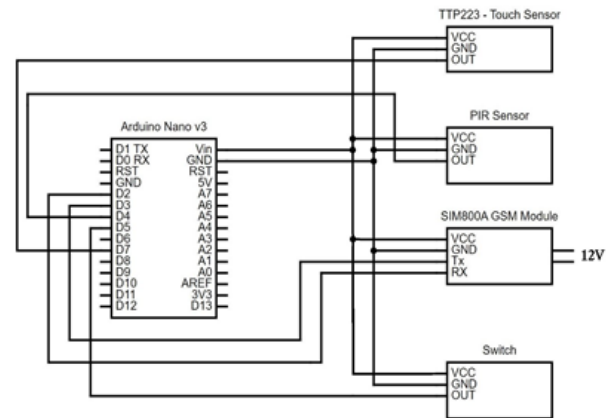 TTP223 - Touch Sensor
VCC
GND
OUT
PIR Sensor
VCC
GND
OUT
Arduino Nano v3
D1 TX
D0 RX
RST
GND
D2
D3
D4
D5
D6
D7
D8
D9
D10
D11
D12
Vin
GND
RST
5V
A7
A6
A5
A4
A3
A2
A1
A0
AREF
3V3
D13
SIM800A GSM Module
VCC
GND
Tx
RX
12V
Switch
VCC
GND
OUT